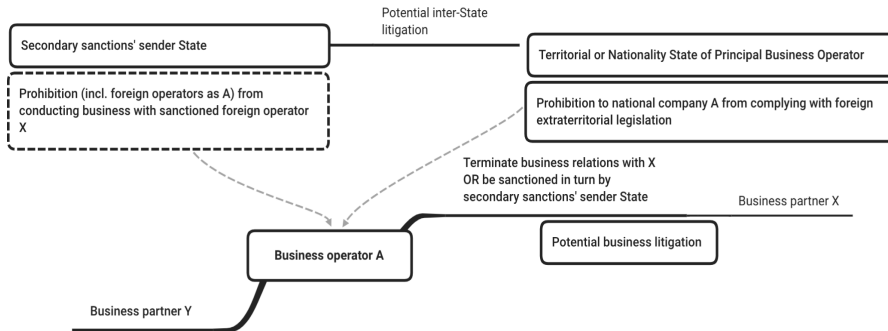 Potential inter-State
litigation
Secondary sanctions' sender State
Territorial or Nationality State of Principal Business Operator
Prohibition (incl. foreign operators as A) from
conducting business with sanctioned foreign operator
X
Prohibition to national company A from complying with foreign
extraterritorial legislation
Terminate business relations with X
OR be sanctioned in turn by
secondary sanctions' sender State
Business partner X
Potential business litigation
Business operator A
Business partner Y